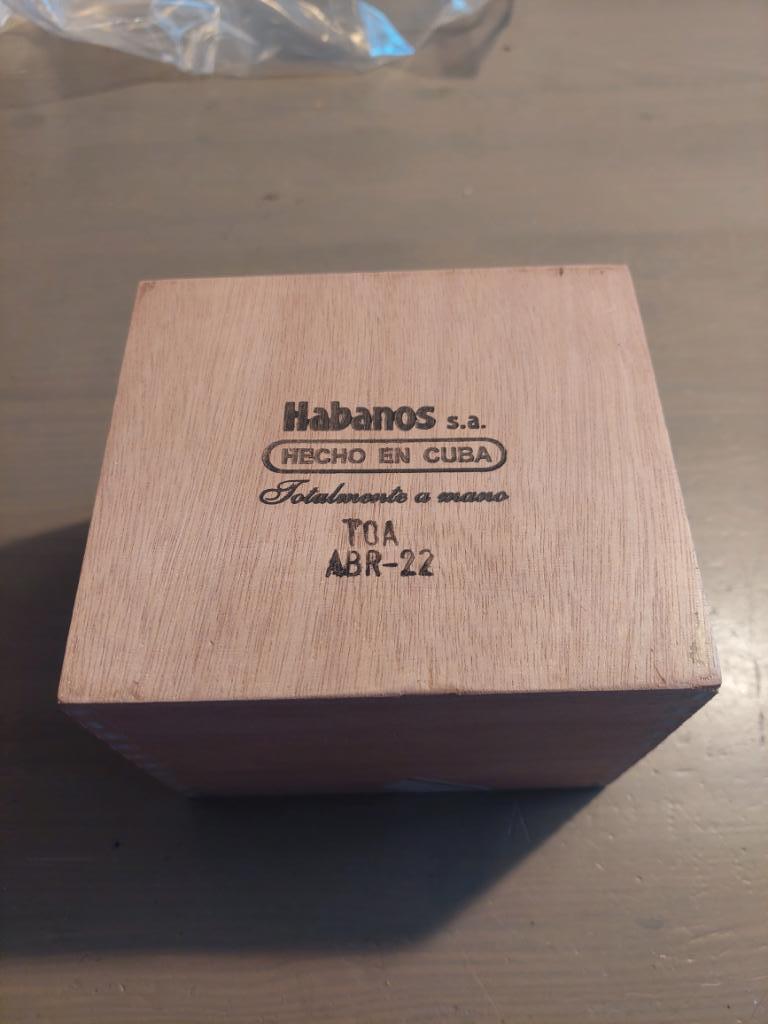 Habanos s.a.
HECHO EN CUBA
Totalmente a mano
TOA
ABR-22